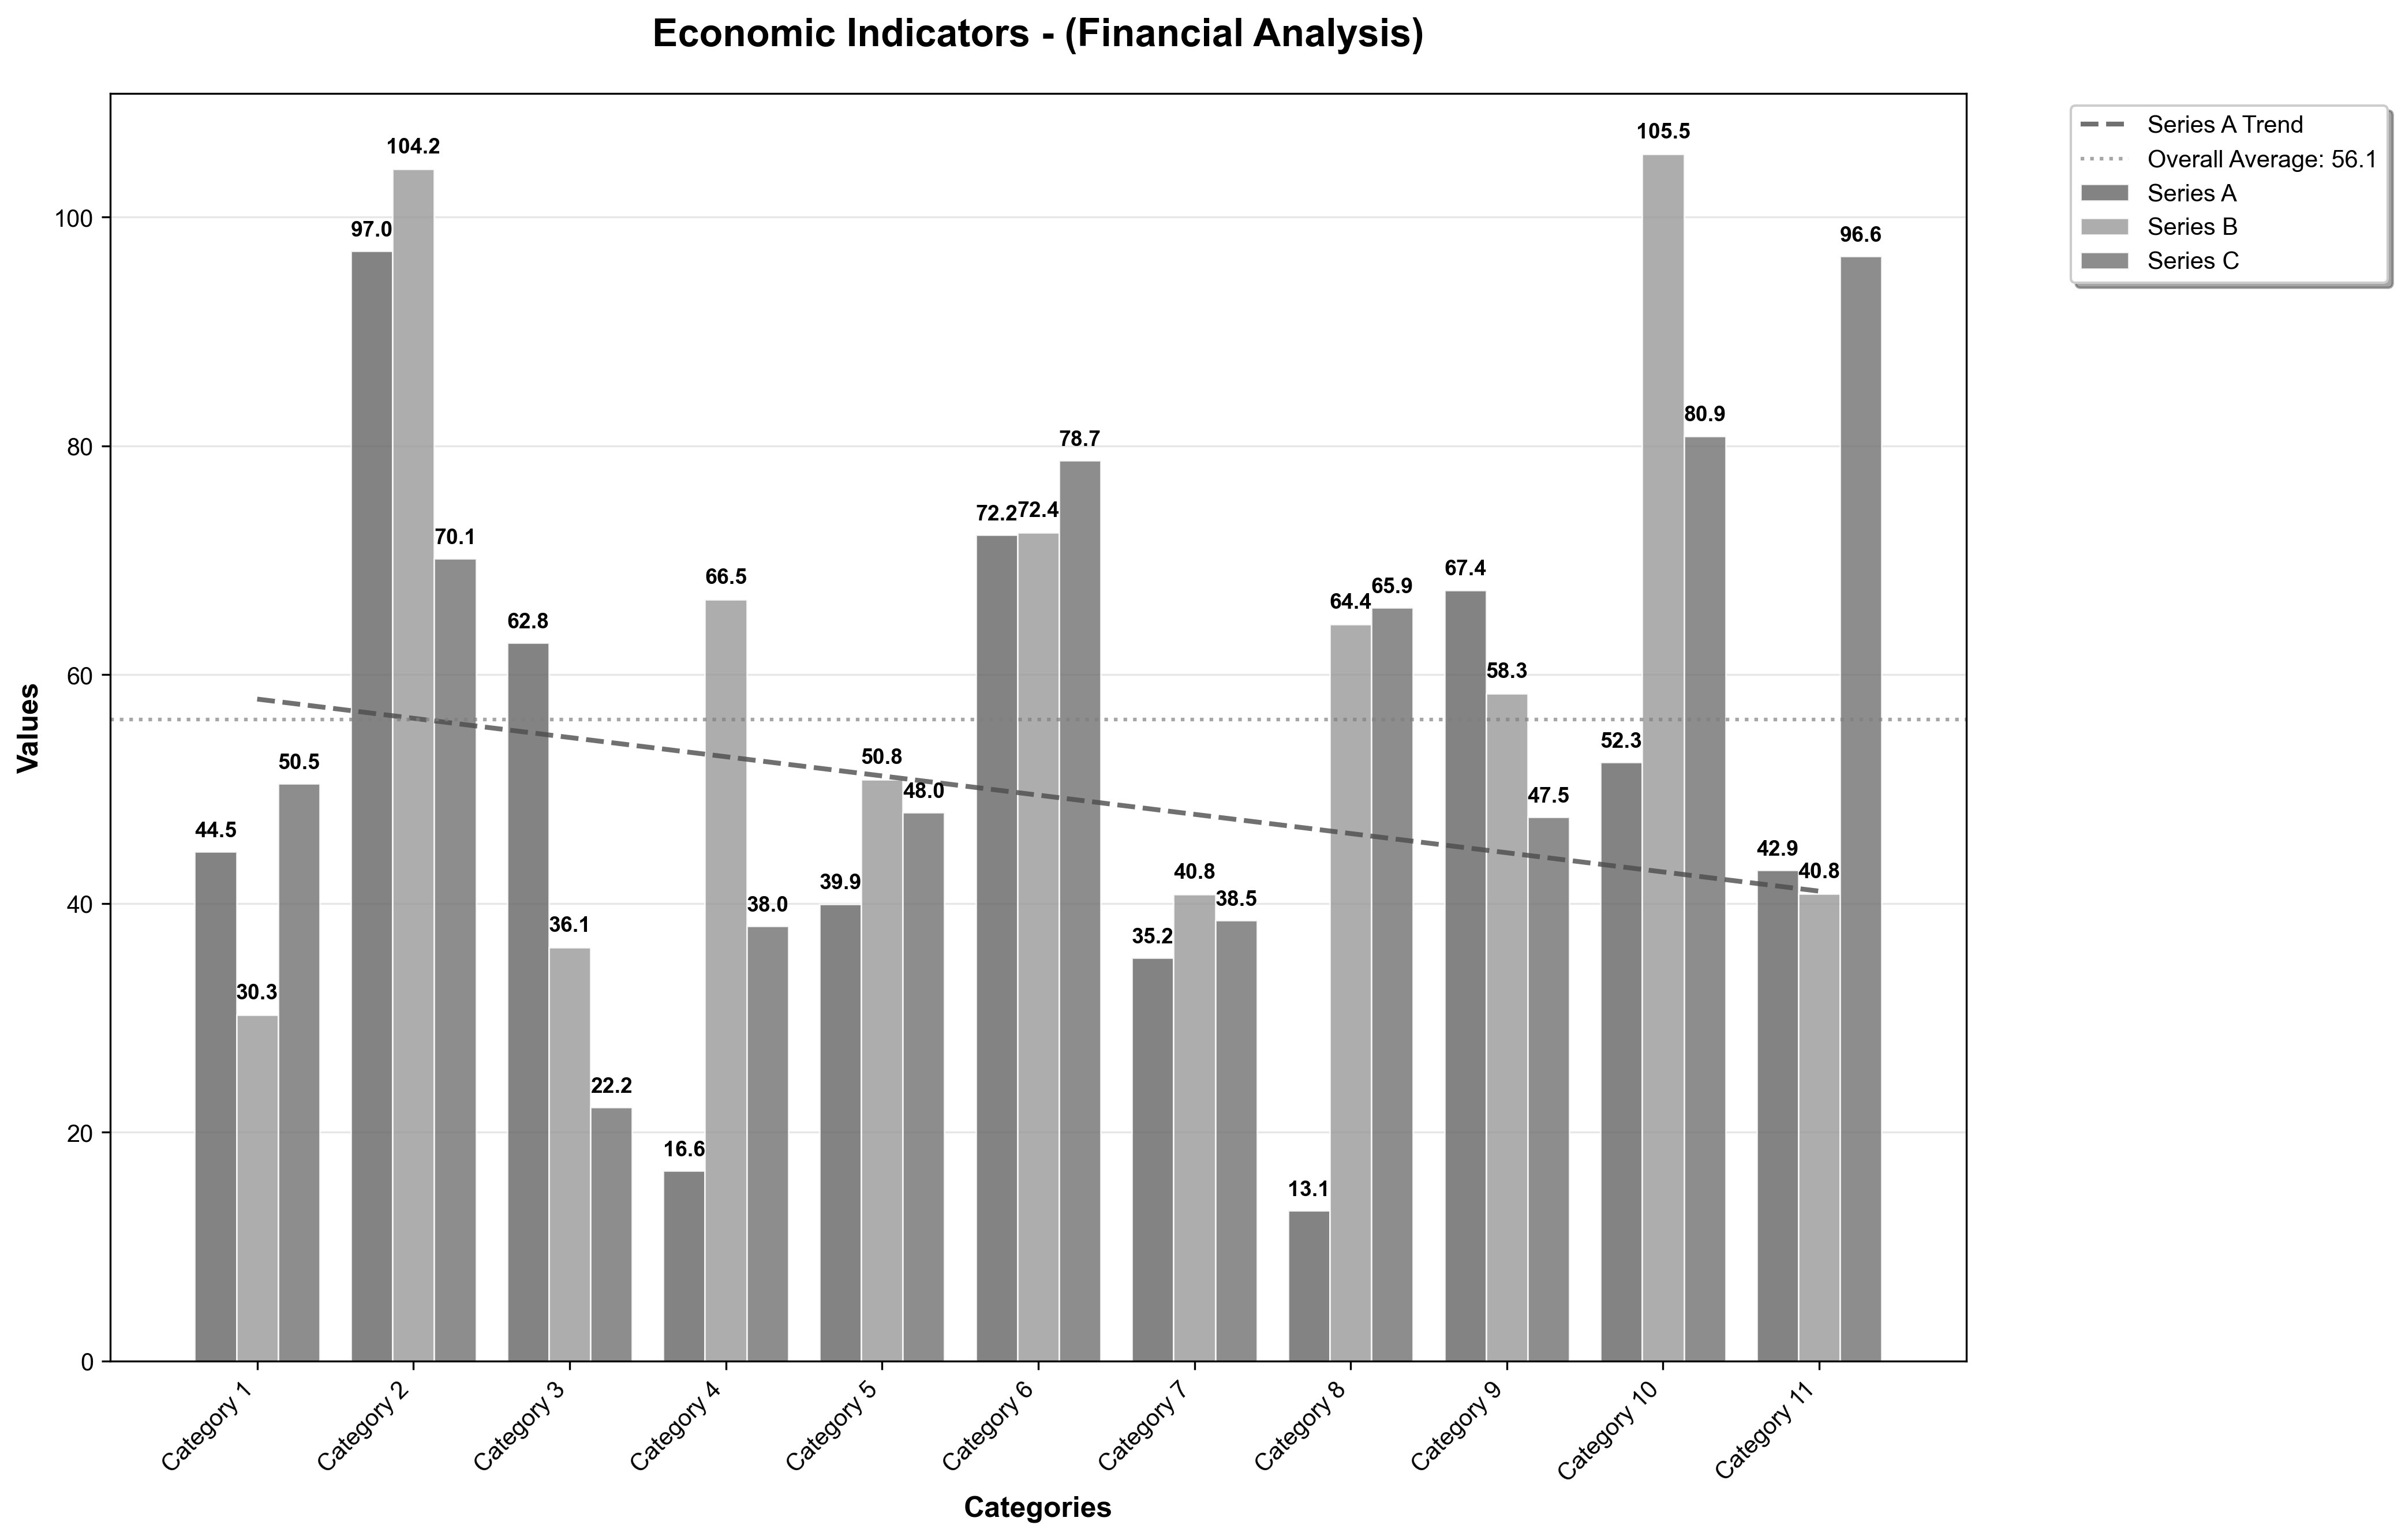 Economic Indicators - (Financial Analysis)
Series A Trend
Overall Average: 56.1
Series A
Series B
Series C
Values
100
80
60
40
20
0
44.5
30.3
50.5
97.0
104.2
70.1
62.8
36.1
22.2
16.6
66.5
38.0
39.9
50.8
48.0
72.2
72.4
78.7
35.2
40.8
38.5
13.1
64.4
65.9
67.4
58.3
47.5
52.3
105.5
80.9
42.9
40.8
96.6
Category 1
Category 2
Category 3
Category 4
Category 5
Category 6
Category 7
Category 8
Category 9
Category 10
Category 11
Categories